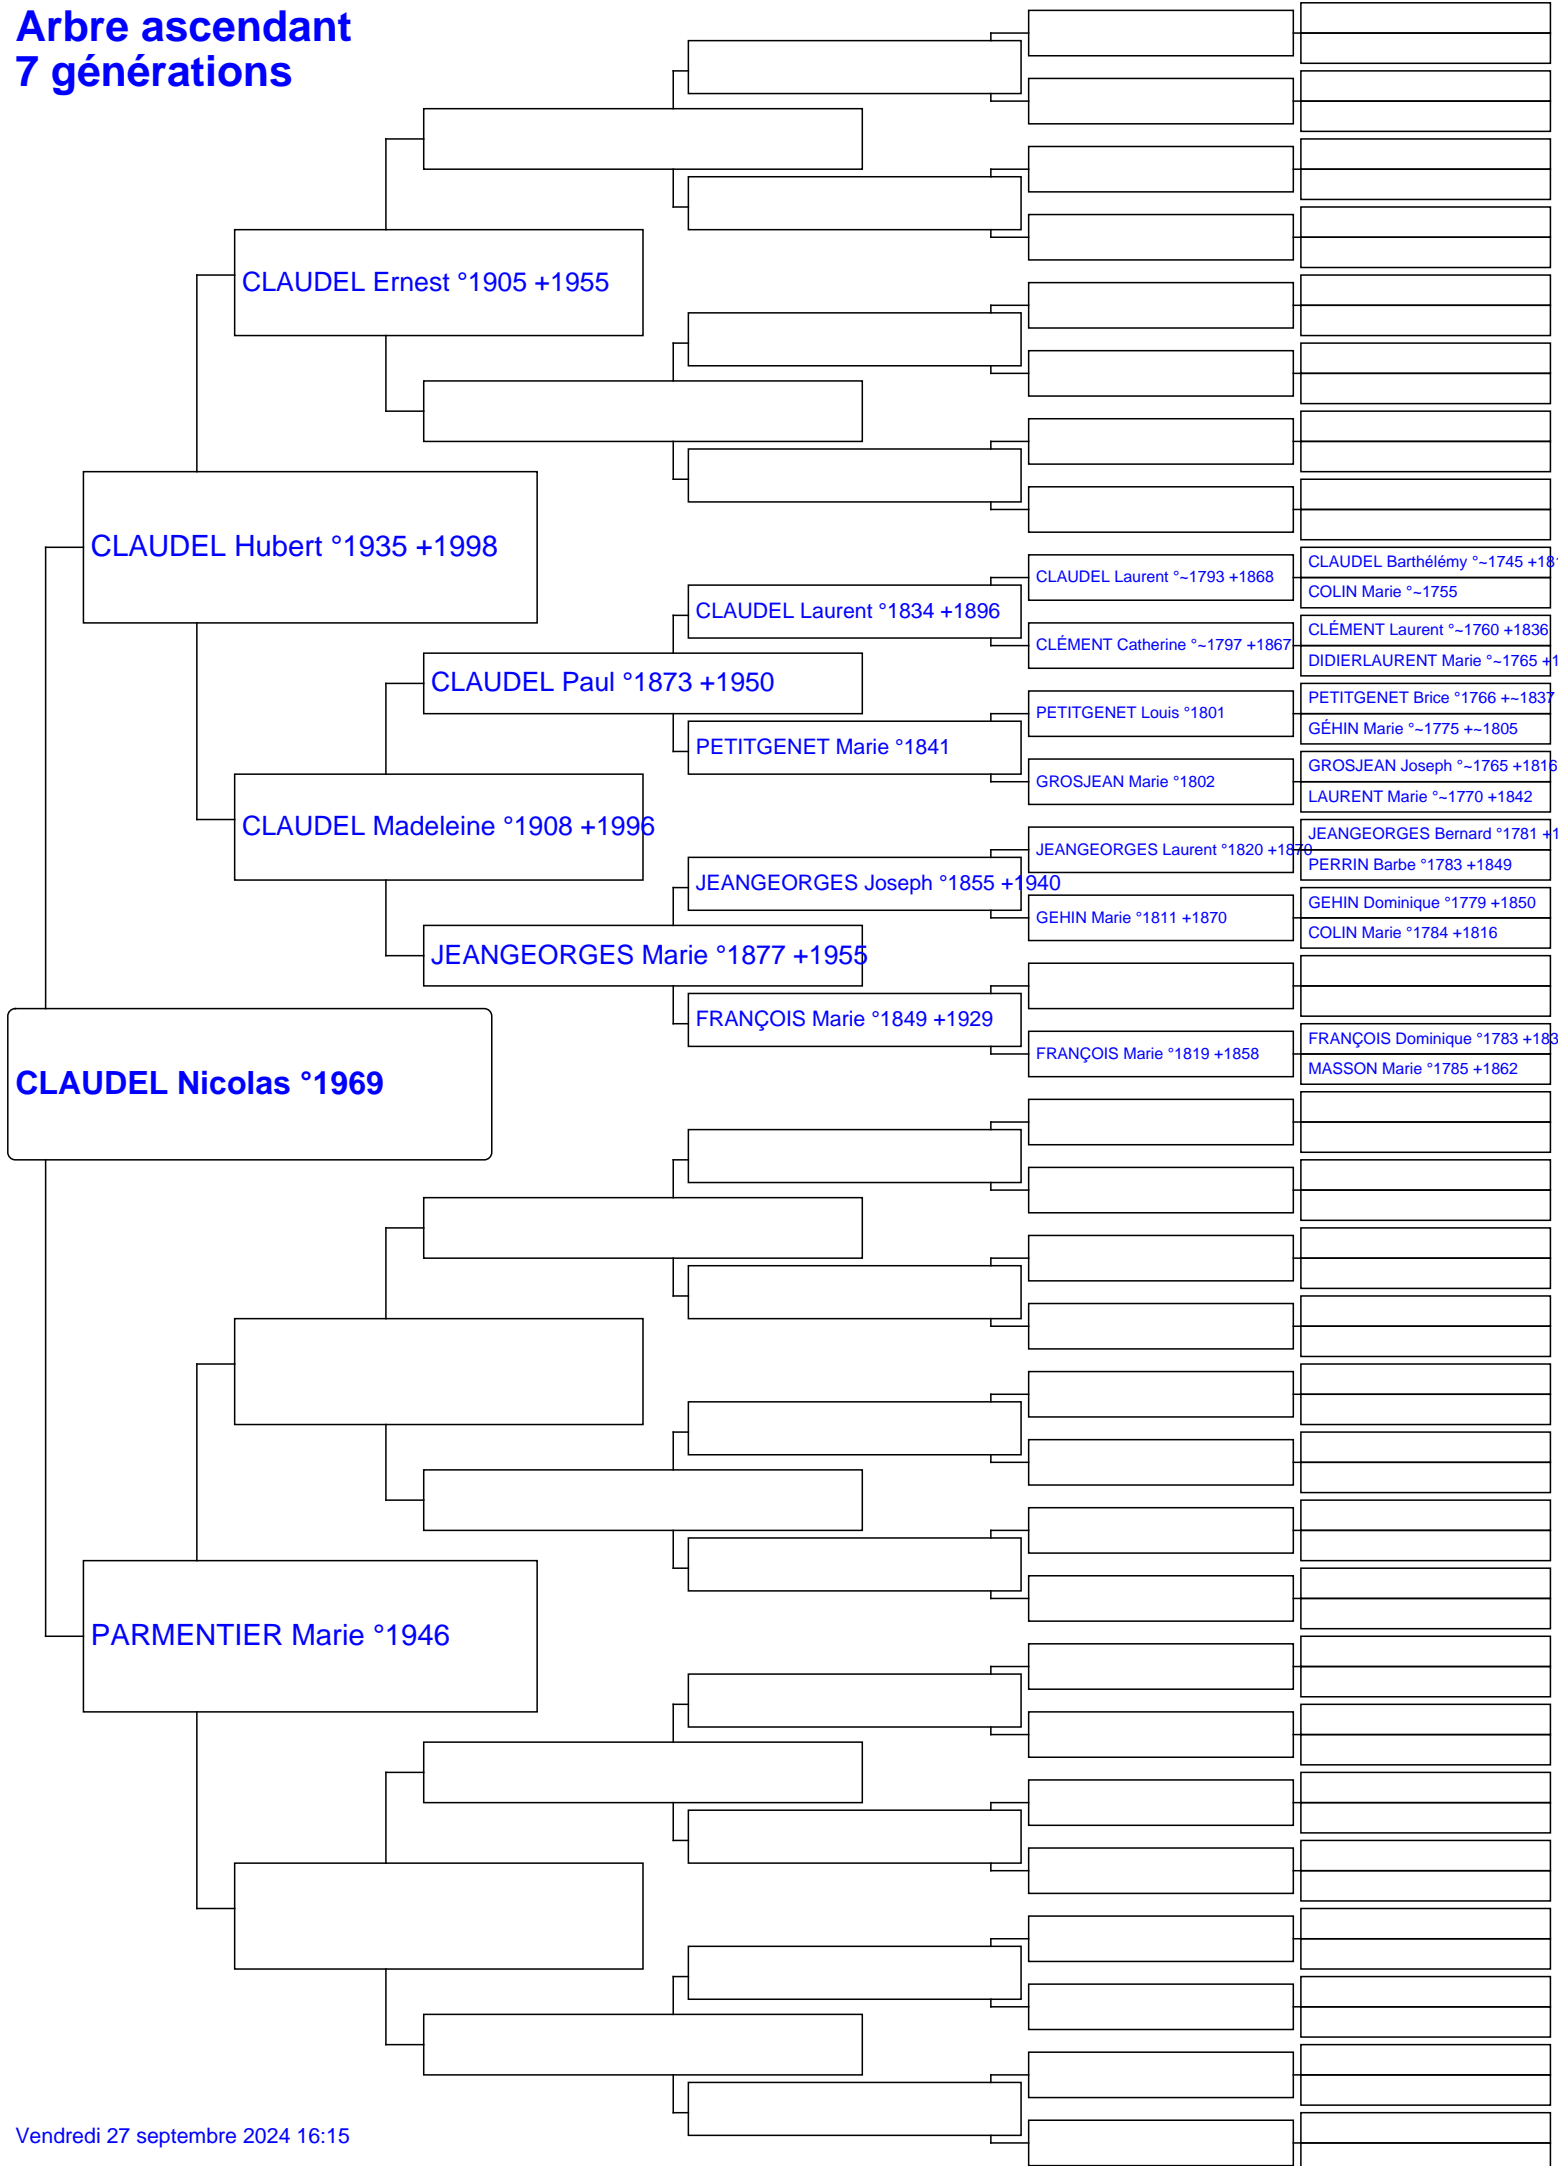 Arbre ascendant
7 générations
CLAUDEL Ernest °1905 +1955
CLAUDEL Hubert °1935 +1998
CLAUDEL Barthélémy °~1745 +18
CLAUDEL Laurent °~1793 +1868
COLIN Marie °~1755
CLAUDEL Laurent °1834 +1896
CLÉMENT Laurent °~1760 +1836
CLÉMENT Catherine °~1797 +1867
DIDIERLAURENT Marie °~1765 +1
CLAUDEL Paul °1873 +1950
PETITGENET Brice °1766 +~1837
PETITGENET Louis °1801
GÉHIN Marie °~1775 +~1805
PETITGENET Marie °1841
GROSJEAN Joseph °~1765 +1816
GROSJEAN Marie °1802
LAURENT Marie °~1770 +1842
CLAUDEL Madeleine °1908 +1996
JEANGEORGES Bernard °1781 +1
JEANGEORGES Laurent °1820 +1870
PERRIN Barbe °1783 +1849
JEANGEORGES Joseph °1855 +1940
GEHIN Dominique °1779 +1850
GEHIN Marie °1811 +1870
COLIN Marie °1784 +1816
JEANGEORGES Marie °1877 +1955
FRANÇOIS Marie °1849 +1929
FRANÇOIS Dominique °1783 +183
FRANÇOIS Marie °1819 +1858
MASSON Marie °1785 +1862
CLAUDEL Nicolas °1969
PARMENTIER Marie °1946
Vendredi 27 septembre 2024 16:15